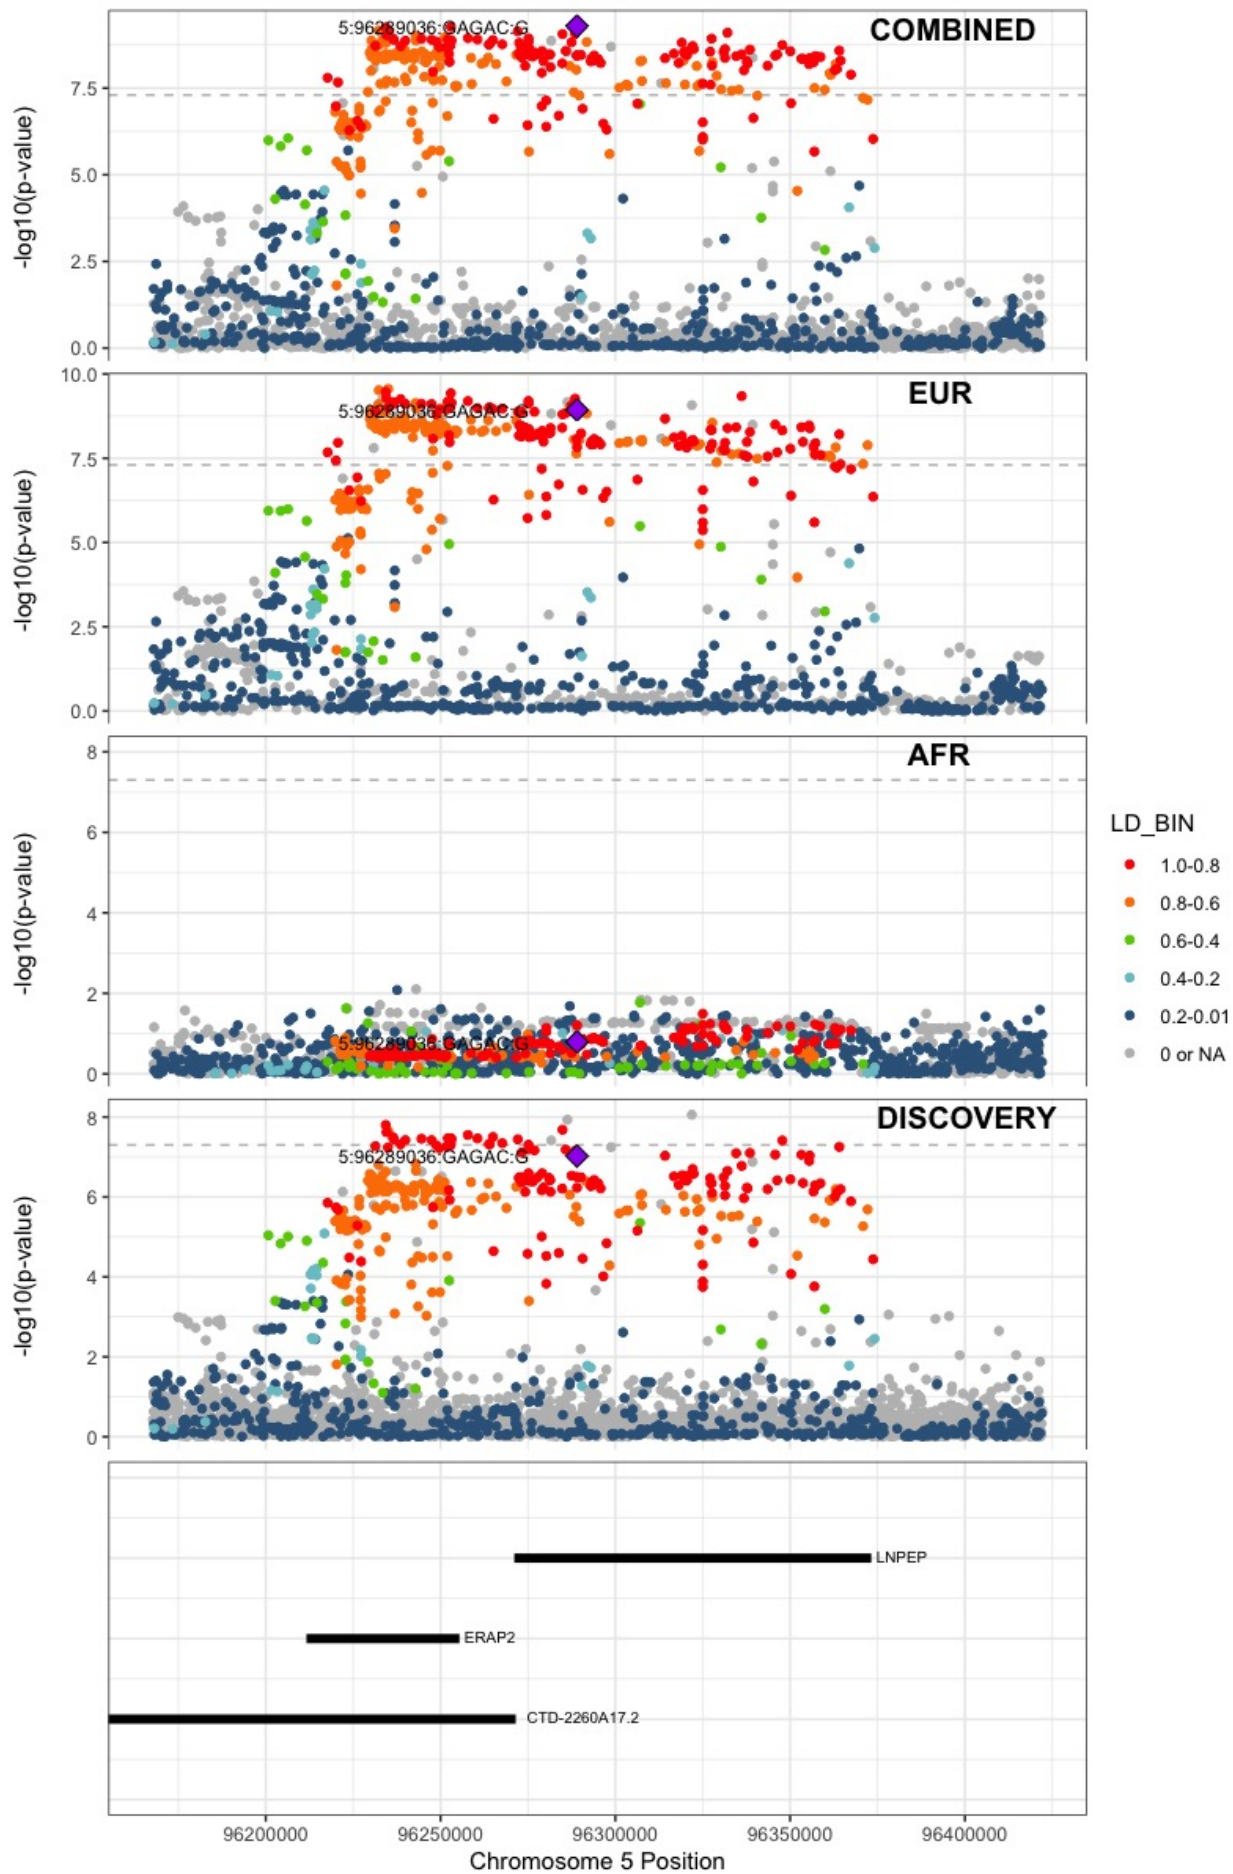 COMBINED
5:96289036:GAGAC:G
-log10(p-value)
7.5
5.0
2.5
0.0
EUR
5:96289036:GAGAC:G
-log10(p-value)
10.0
7.5
5.0
2.5
0.0
AFR
5:96289036:GAGAC:G
-log10(p-value)
8
6
4
2
0
DISCOVERY
5:96289036:GAGAC:G
-log10(p-value)
8
6
4
2
0
LD_BIN
1.0-0.8
0.8-0.6
0.6-0.4
0.4-0.2
0.2-0.01
0 or NA
LNPEP
ERAP2
CTD-2260A17.2
96200000 96250000 96300000 96350000 96400000
Chromosome 5 Position